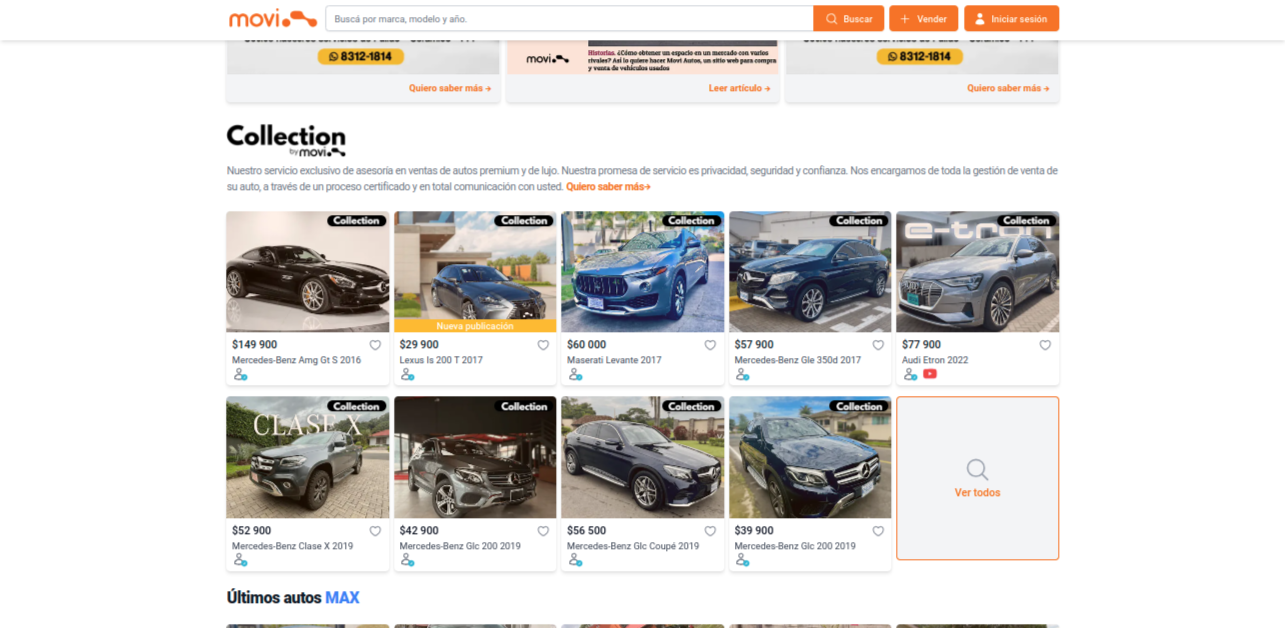 movi
Buscá por marca, modelo y año.
Buscar
Vender
Iniciar sesión
8312-1814
movi
Historias. ¿Cómo obtener un espacio en un mercado con varios
rivales? Así lo quiere hacer Movi Autos, un sitio web para compra
y venta de vehículos usados
8312-1814
Quiero saber más →
Leer artículo →
Quiero saber más →
Collection
by movi
Nuestro servicio exclusivo de asesoría en ventas de autos premium y de lujo. Nuestra promesa de servicio es privacidad, seguridad y confianza. Nos encargamos de toda la gestión de venta de
su auto, a través de un proceso certificado y en total comunicación con usted. Quiero saber más→
Collection
Collection
Collection
Collection
Collection
e-tron
Nueva publicación
$149 900
Mercedes-Benz Amg Gt S 2016
$29 900
Lexus Is 200 T 2017
$60 000
Maserati Levante 2017
$57 900
Mercedes-Benz Gle 350d 2017
$77 900
Audi Etron 2022
Collection
CLASE X
Collection
Collection
Collection
$52 900
Mercedes-Benz Clase X 2019
$42 900
Mercedes-Benz Glc 200 2019
$56 500
Mercedes-Benz Glc Coupé 2019
$39 900
Mercedes-Benz Glc 200 2019
Ver todos
Últimos autos MAX